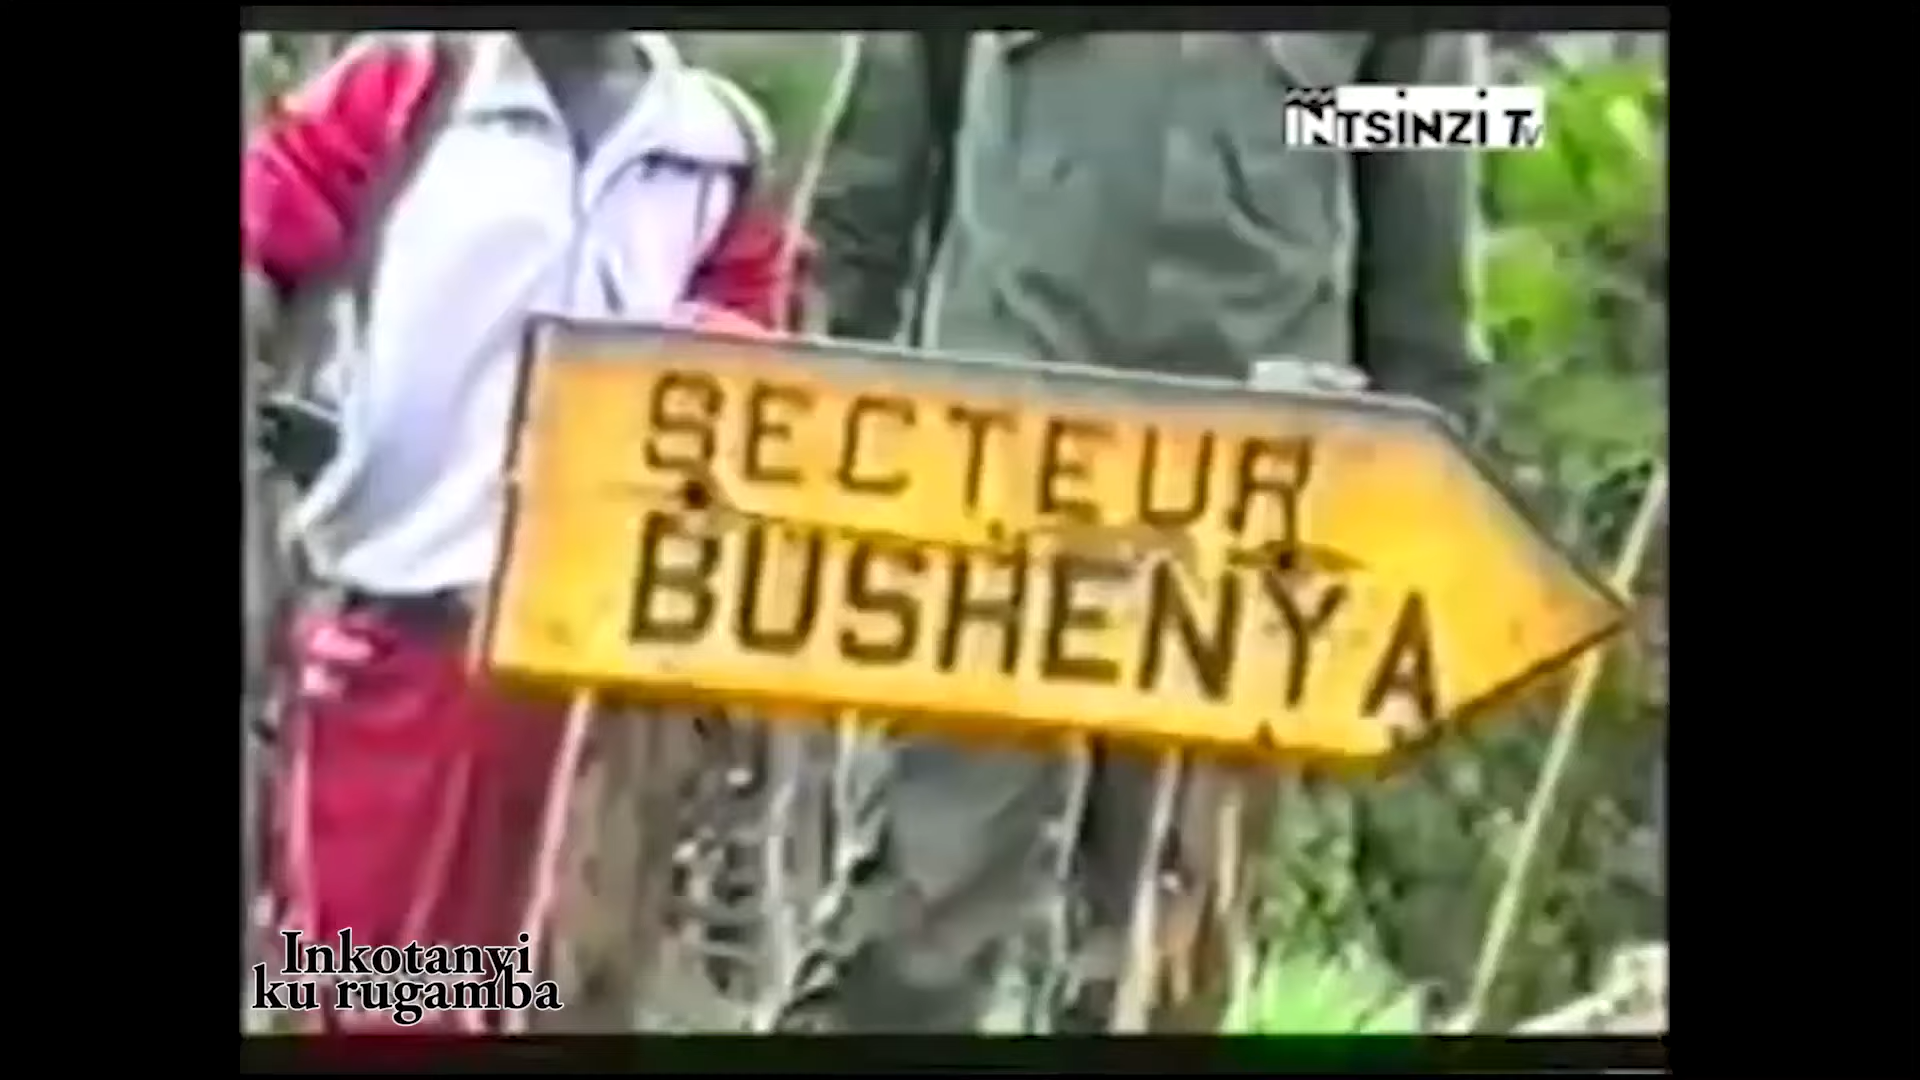 INTSINZI TV
SECTEUR
BUSHENYA
Inkotanyi
ku rugamba